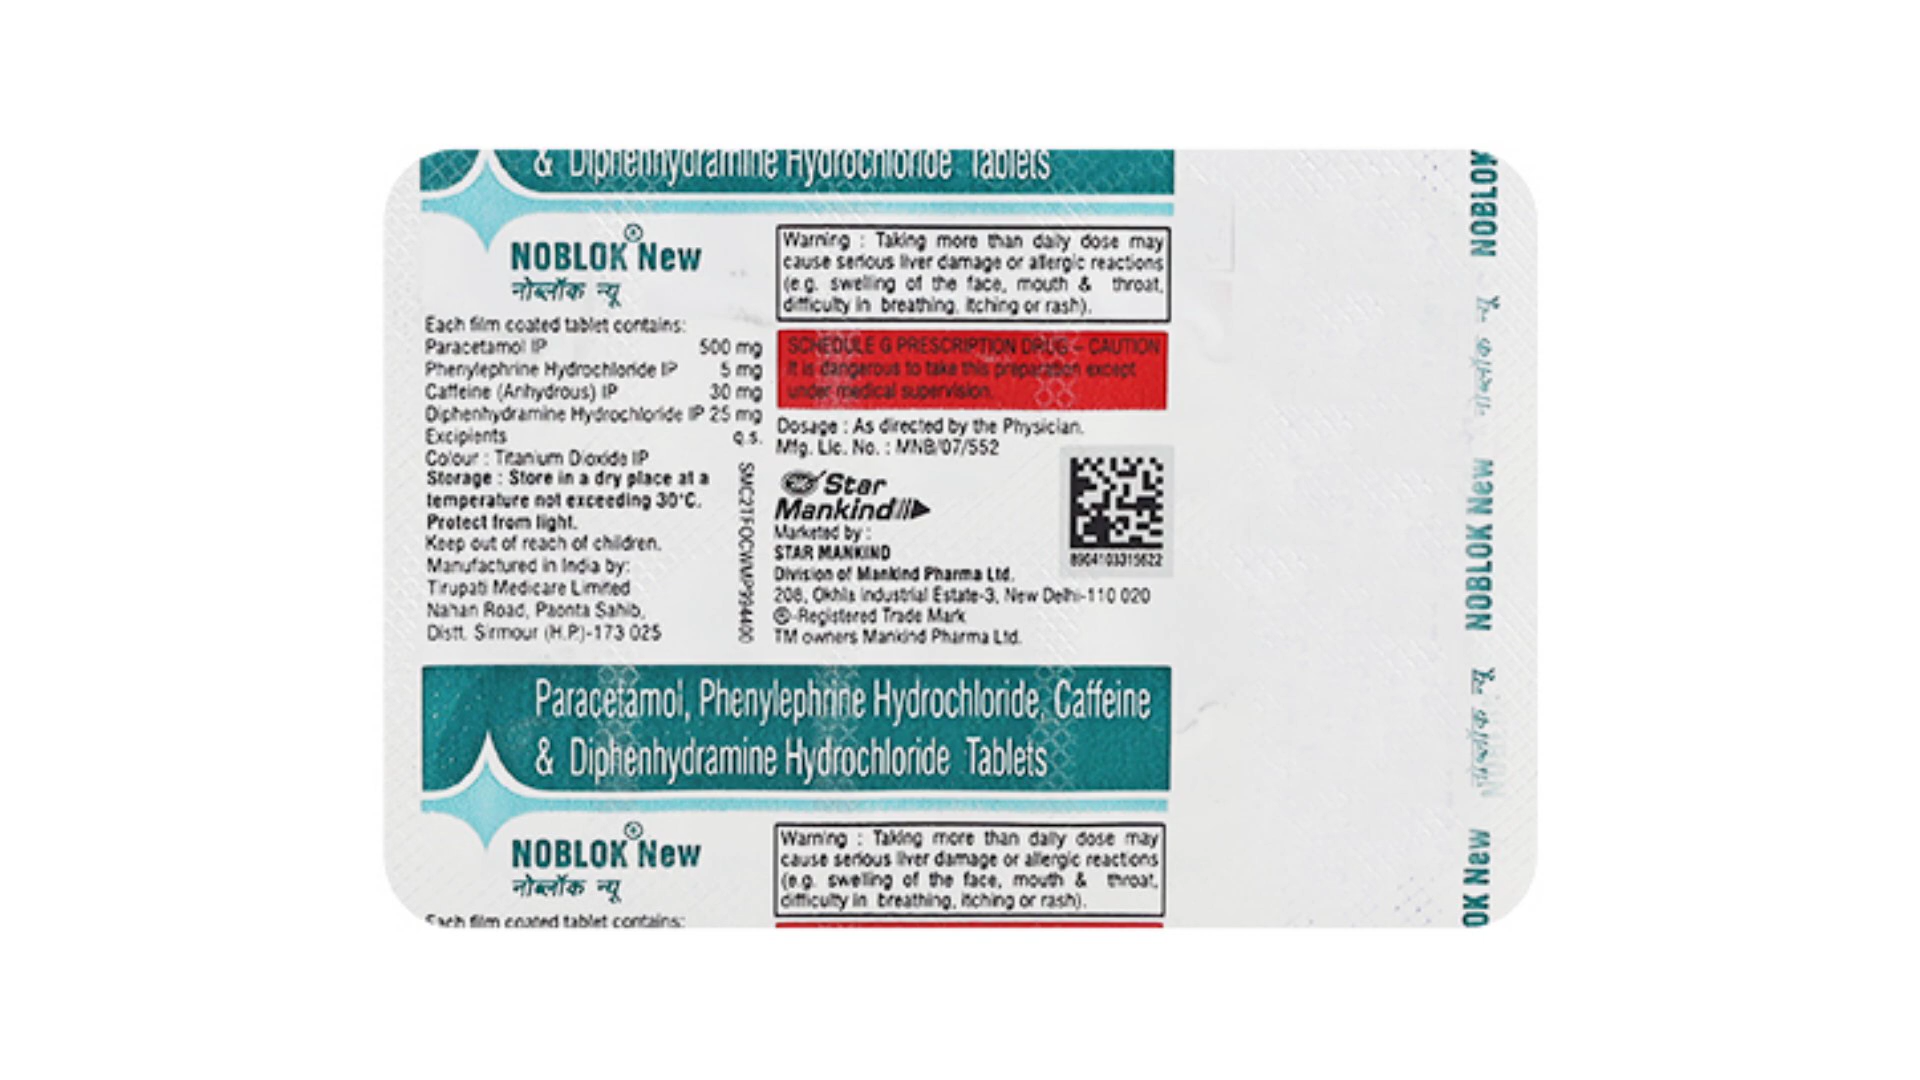 & Diphenhydramine Hydrochloride Tablets
NOBLOK® New
नोब्लॉक न्यू
Each film coated tablet contains:
Paracetamol IP 500 mg
Phenylephrine Hydrochloride IP 5 mg
Caffeine (Anhydrous) IP 30 mg
Diphenhydramine Hydrochloride IP 25 mg
Excipients q.s.
Colour : Titanium Dioxide IP
Storage : Store in a dry place at a
temperature not exceeding 30°C.
Protect from light.
Keep out of reach of children.
Manufactured in India by:
Tirupati Medicare Limited
Nahan Road, Paonta Sahib,
Distt. Sirmour (H.P.)-173 025
Warning : Taking more than daily dose may
cause serious liver damage or allergic reactions
(e.g. swelling of the face, mouth & throat,
difficulty in breathing, itching or rash).
SCHEDULE G PRESCRIPTION DRUG – CAUTION
It is dangerous to take this preparation except
under medical supervision.
Dosage : As directed by the Physician.
Mfg. Lic. No. : MNB/07/552
Star
Mankind
Marketed by :
STAR MANKIND
Division of Mankind Pharma Ltd.
208, Okhla Industrial Estate-3, New Delhi-110 020
®-Registered Trade Mark
TM owners Mankind Pharma Ltd.
8904103315622
Paracetamol, Phenylephrine Hydrochloride, Caffeine
& Diphenhydramine Hydrochloride Tablets
NOBLOK® New
नोब्लॉक न्यू
Each film coated tablet contains:
Warning : Taking more than daily dose may
cause serious liver damage or allergic reactions
(e.g. swelling of the face, mouth & throat,
difficulty in breathing, itching or rash).
NOBLOK
NOBLOK New
OK New